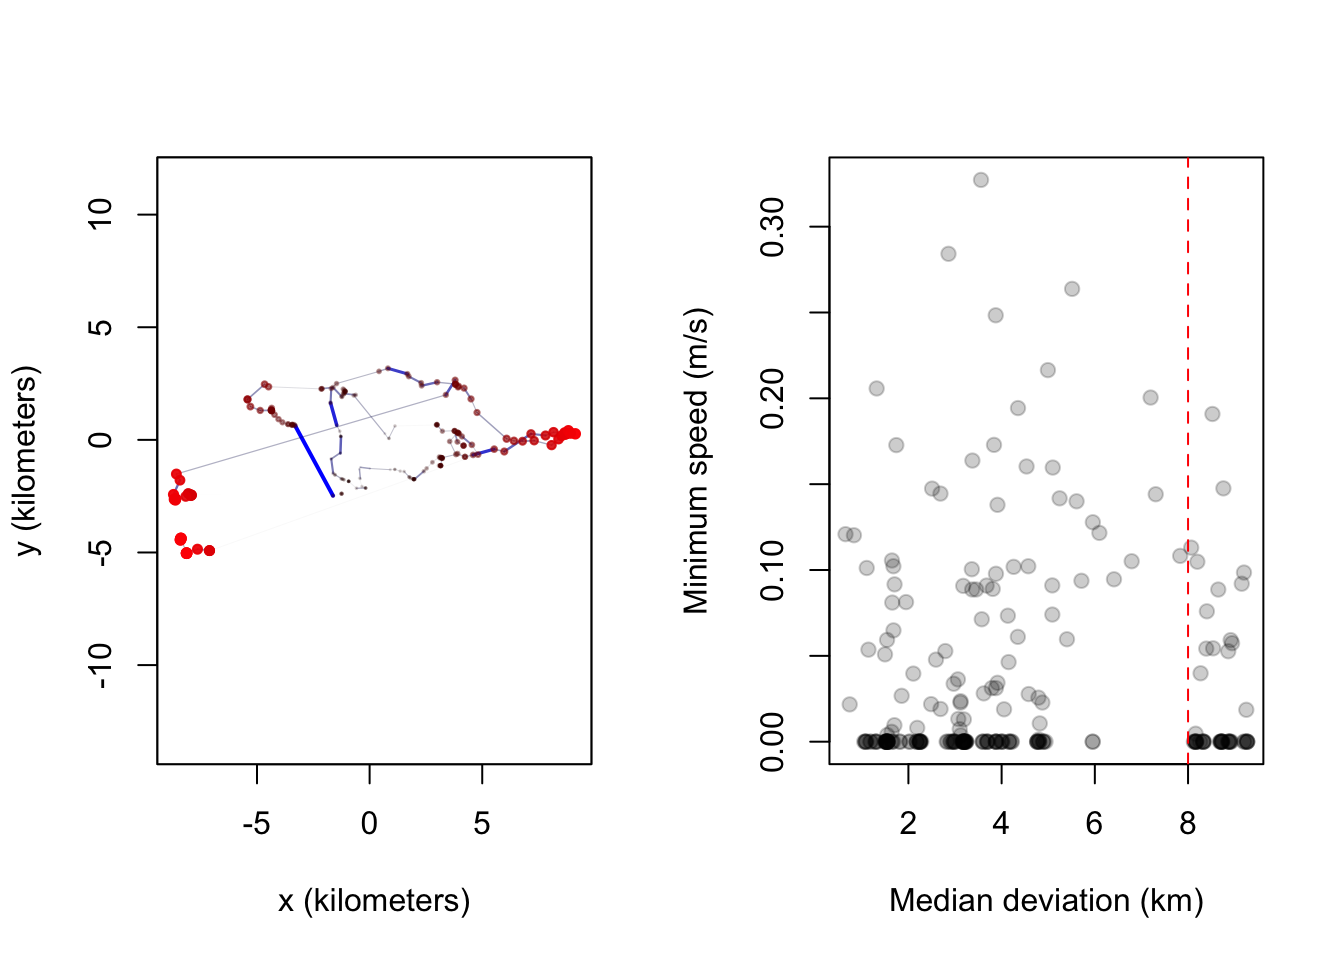 10
5
0
-5
-10
y (kilometers)
-5 0 5
x (kilometers)
0.30
0.20
0.10
0.00
Minimum speed (m/s)
2 4 6 8
Median deviation (km)